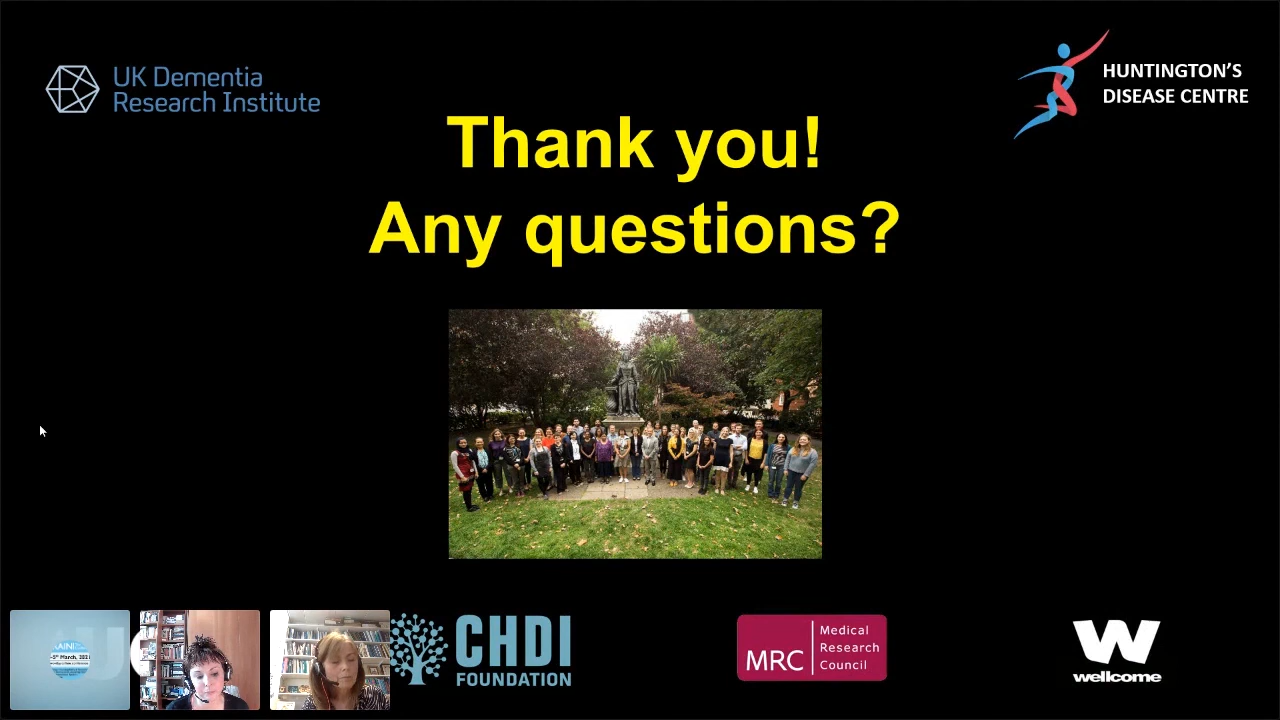 UK Dementia
Research Institute
HUNTINGTON'S
DISEASE CENTRE
Thank you!
Any questions?
CHDI
FOUNDATION
MRC
Medical
Research
Council
W
wellcome